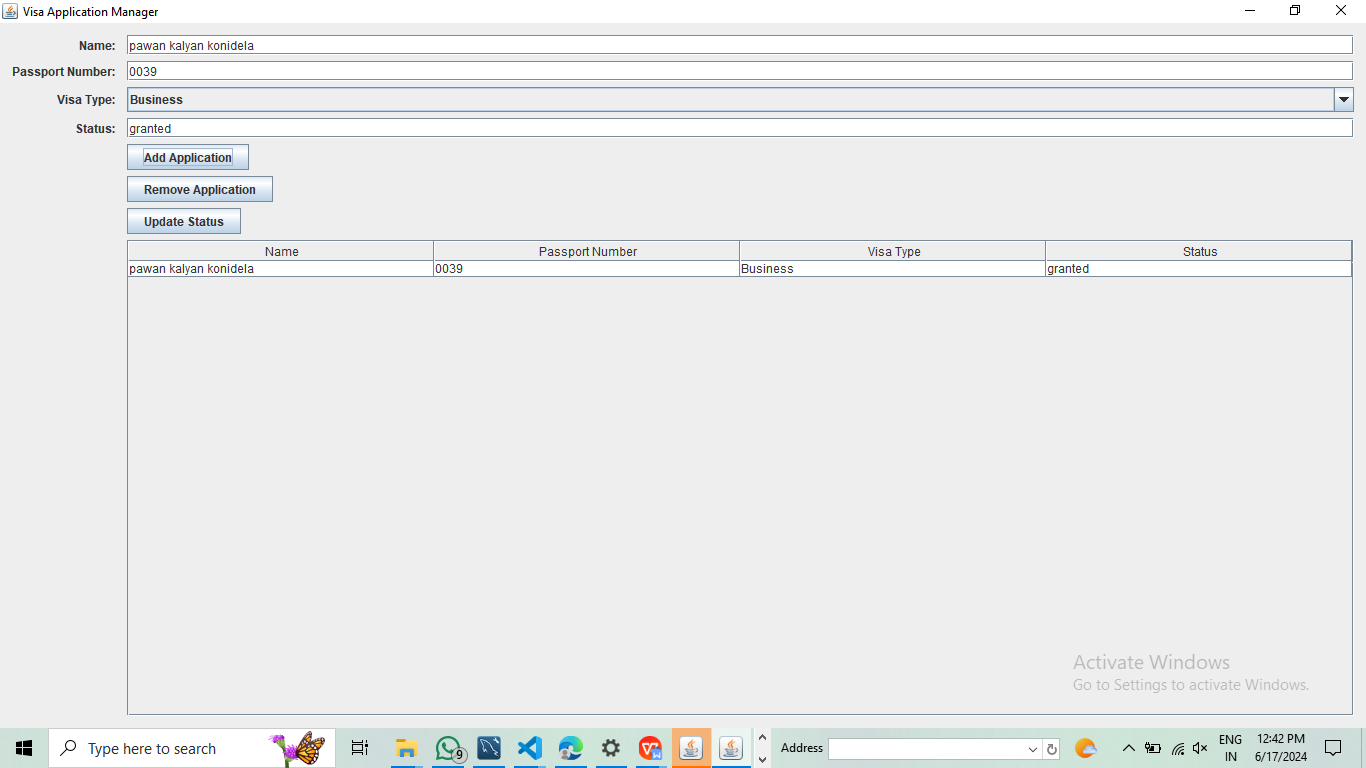 Visa Application Manager
Name: pawan kalyan konidela
Passport Number: 0039
Visa Type: Business
Status: granted
Add Application
Remove Application
Update Status
Name Passport Number Visa Type Status
pawan kalyan konidela 0039 Business granted
Activate Windows
Go to Settings to activate Windows.
Type here to search
9
Address
ENG
IN
12:42 PM
6/17/2024